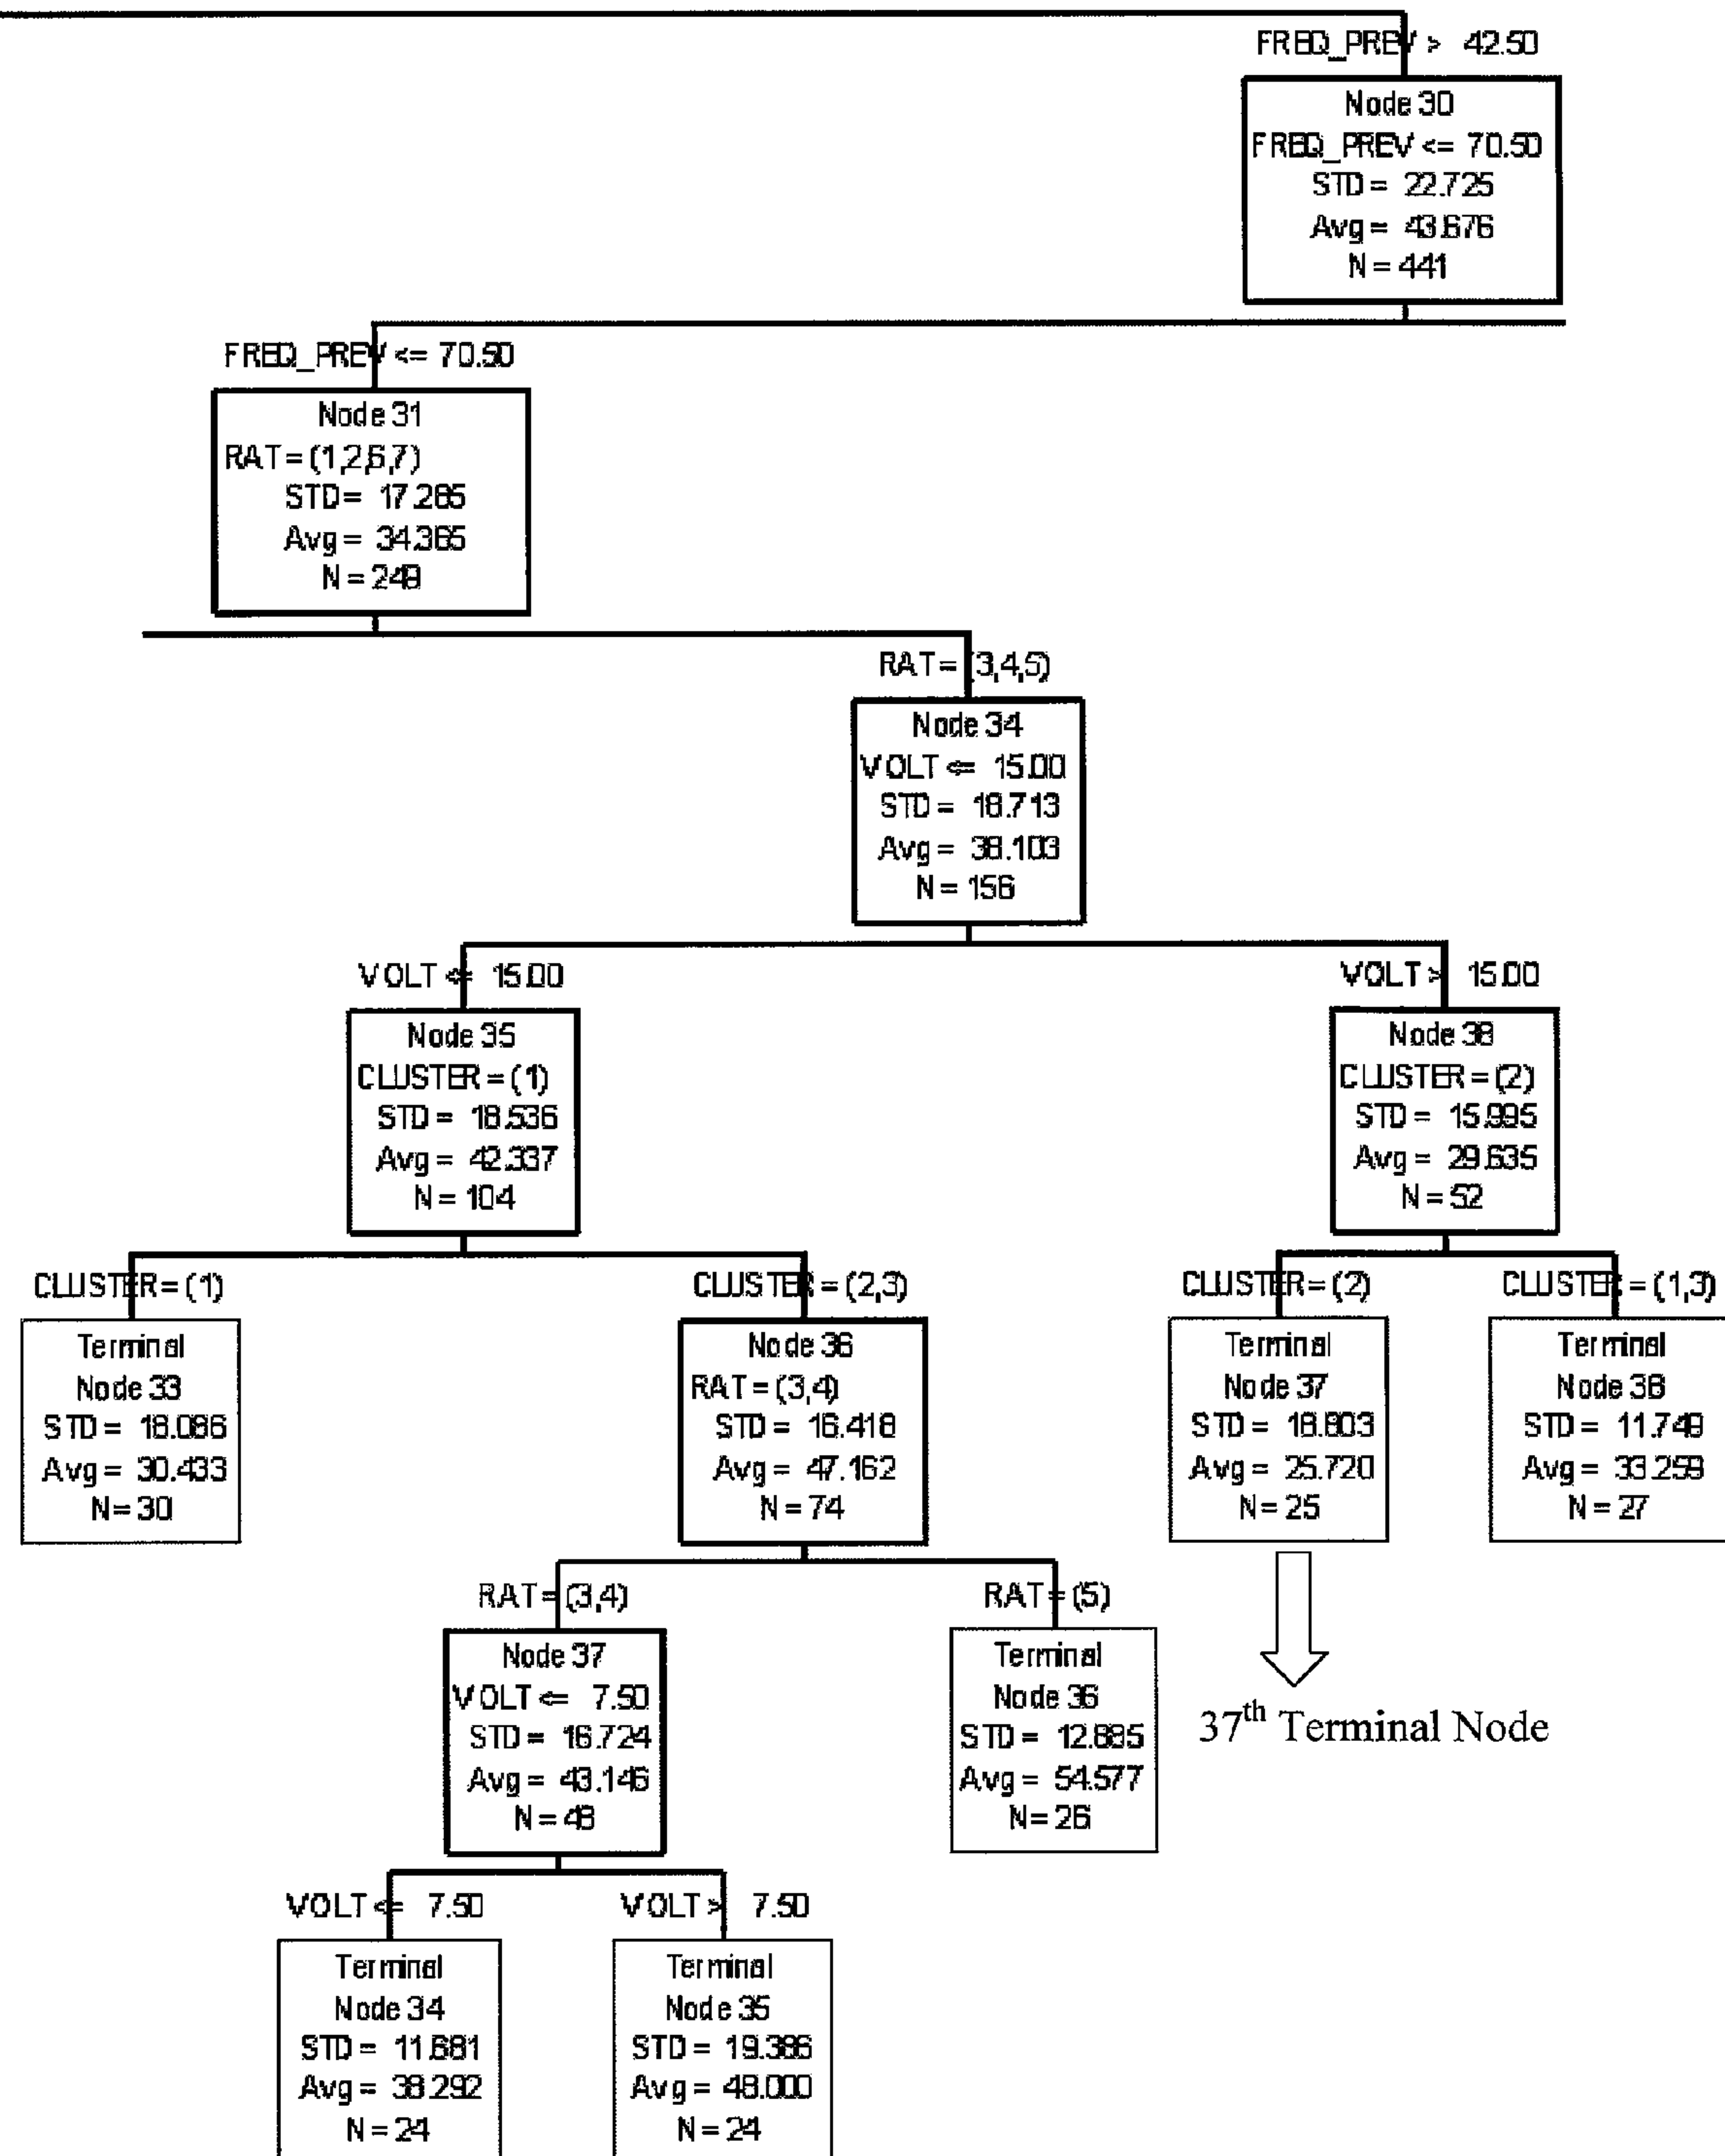 FREQ_PREV > 42.50
Node 30
FREQ_PREV <= 70.50
STD = 22.725
Avg = 43.676
N = 441
FREQ_PREV <= 70.50
Node 31
RAT = (1,2,6,7)
STD = 17.285
Avg = 34.365
N = 249
RAT = (3,4,5)
Node 34
VOLT <= 15.00
STD = 18.713
Avg = 38.103
N = 156
VOLT <= 15.00
VOLT > 15.00
Node 35
CLUSTER = (1)
STD = 18.536
Avg = 42.337
N = 104
Node 38
CLUSTER = (2)
STD = 15.995
Avg = 29.635
N = 52
CLUSTER = (1)
CLUSTER = (2,3)
CLUSTER = (2)
CLUSTER = (1,3)
Terminal
Node 33
STD = 18.086
Avg = 30.433
N = 30
Node 36
RAT = (3,4)
STD = 16.418
Avg = 47.162
N = 74
Terminal
Node 37
STD = 18.803
Avg = 25.720
N = 25
Terminal
Node 38
STD = 11.749
Avg = 33.259
N = 27
RAT = (3,4)
RAT = (5)
Node 37
VOLT <= 7.50
STD = 16.724
Avg = 43.146
N = 48
Terminal
Node 36
STD = 12.885
Avg = 54.577
N = 26
37th Terminal Node
VOLT <= 7.50
VOLT > 7.50
Terminal
Node 34
STD = 11.681
Avg = 38.292
N = 24
Terminal
Node 35
STD = 19.386
Avg = 48.000
N = 24